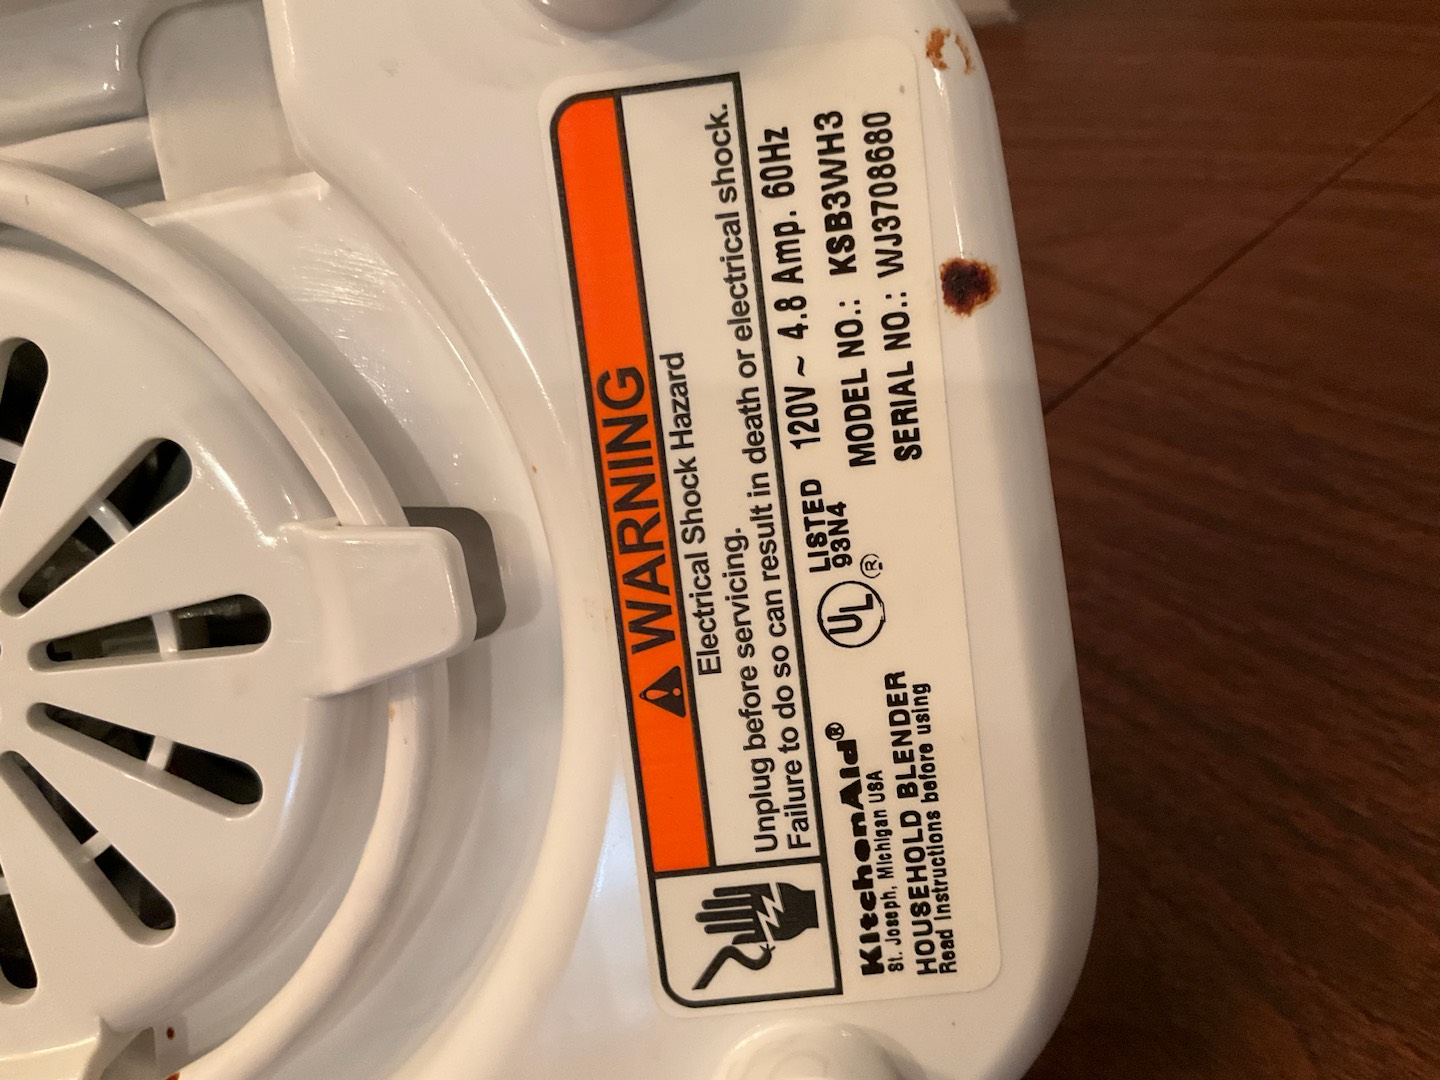 WARNING
Electrical Shock Hazard
Unplug before servicing.
Failure to do so can result in death or electrical shock.
KitchenAid®
St. Joseph, Michigan USA
HOUSEHOLD BLENDER
Read Instructions before using
UL ®
LISTED
93N4
120V ~ 4.8 Amp. 60Hz
MODEL NO.: KSB3WH3
SERIAL NO.: WJ3708680